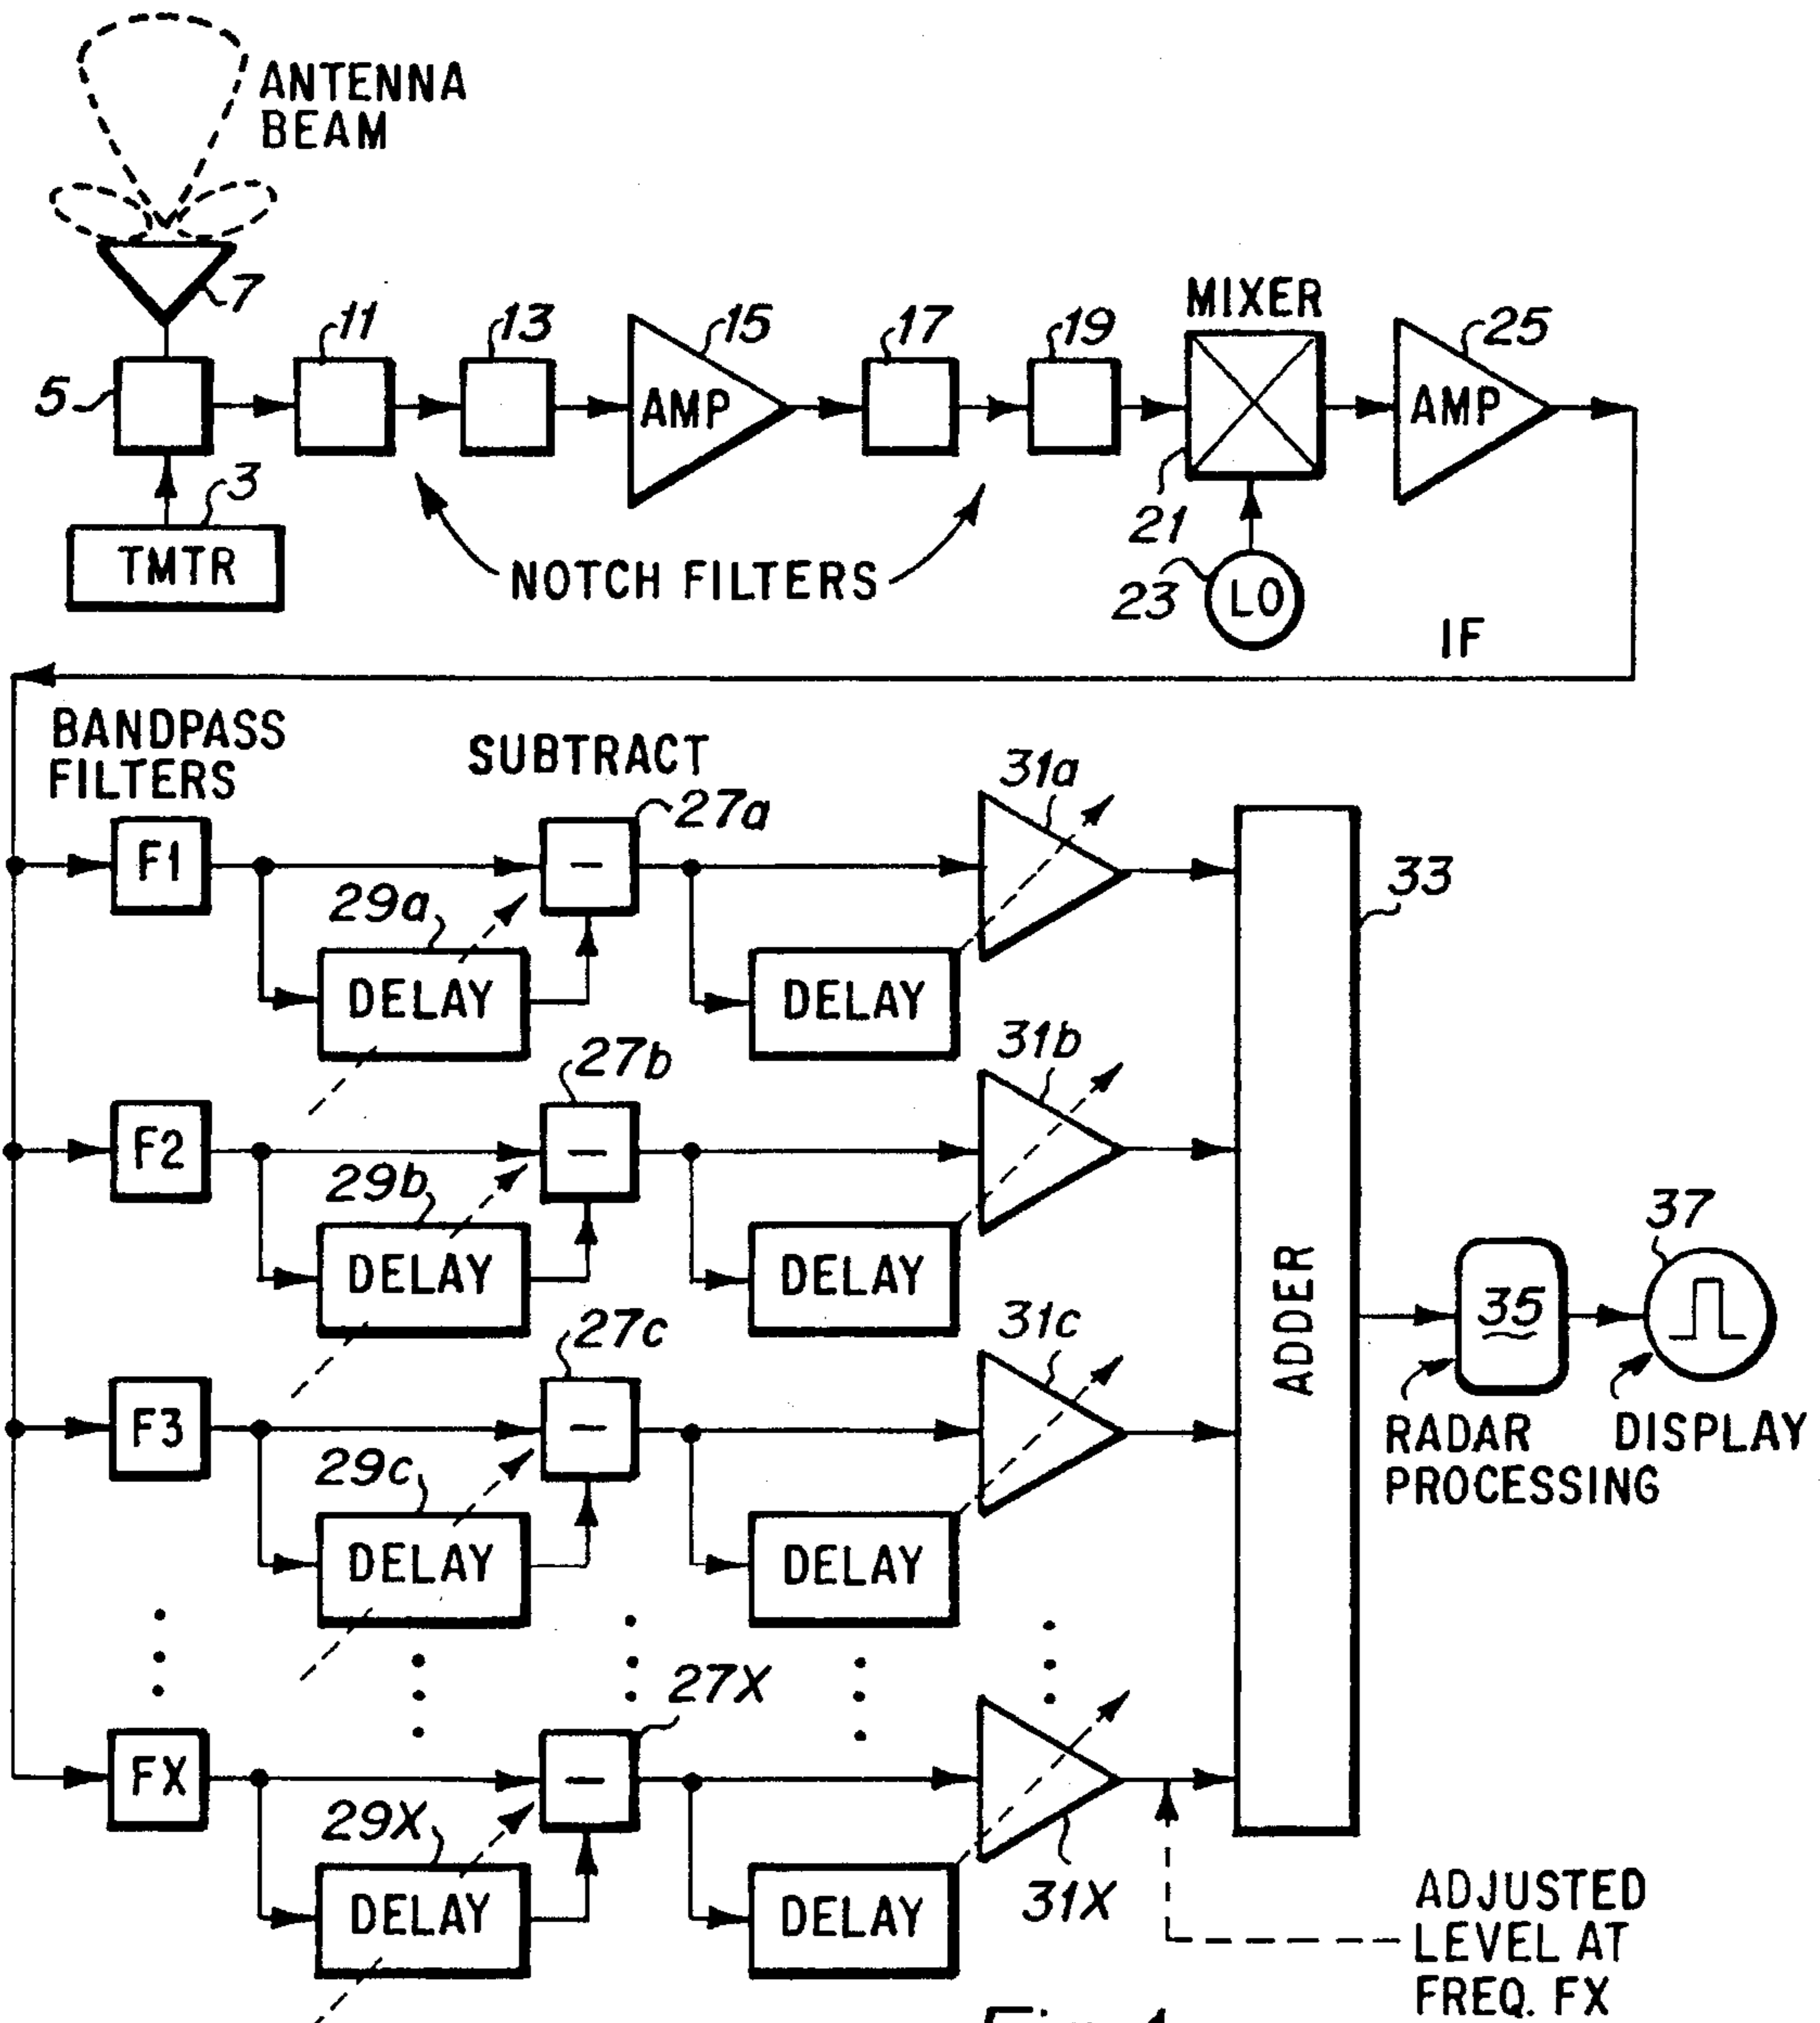 ANTENNA
BEAM
7
11
13
15
17
19
MIXER
25
5
AMP
AMP
3
21
TMTR
NOTCH FILTERS
23
LO
IF
BANDPASS
FILTERS
SUBTRACT
27a
31a
F1
−
33
29a
DELAY
DELAY
27b
31b
F2
−
29b
37
DELAY
DELAY
ADDER
35
27c
31c
F3
−
RADAR
PROCESSING
DISPLAY
29c
DELAY
DELAY
27X
FX
−
29X
31X
DELAY
DELAY
ADJUSTED
LEVEL AT
FREQ. FX